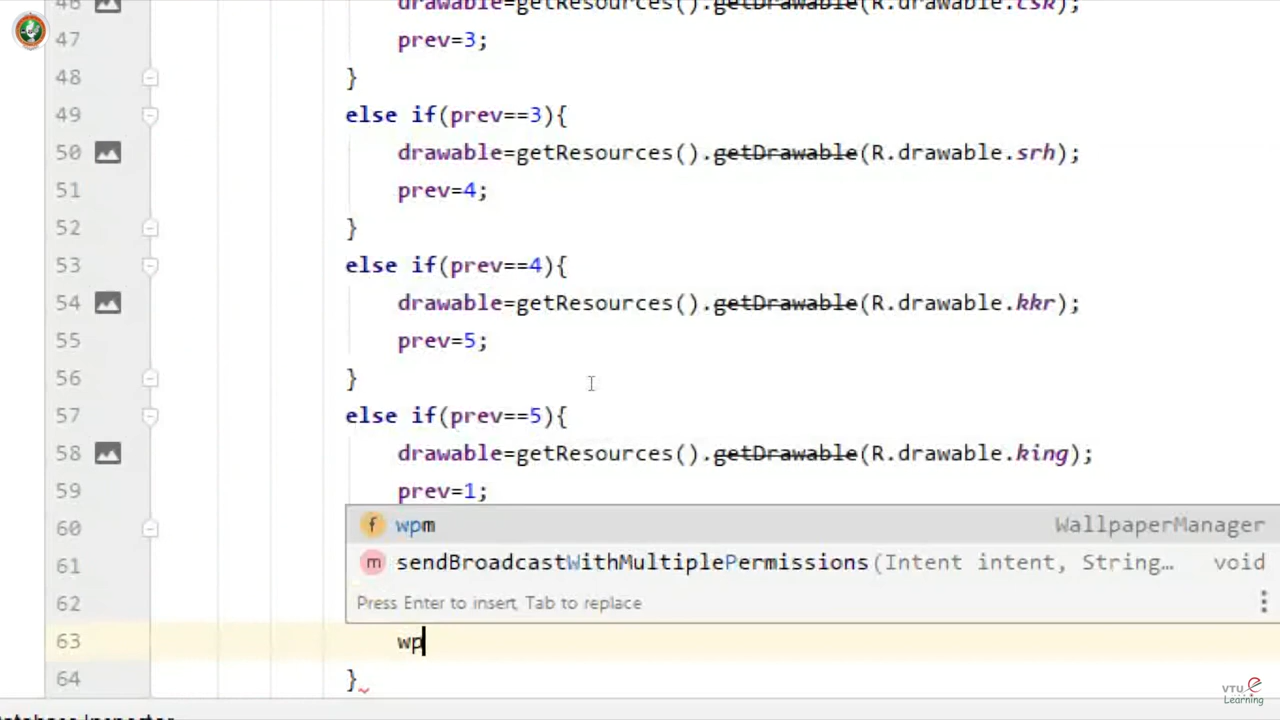 46 drawable=getResources().getDrawable(R.drawable.csk);
47 prev=3;
48 }
49 else if(prev==3){
50 drawable=getResources().getDrawable(R.drawable.srh);
51 prev=4;
52 }
53 else if(prev==4){
54 drawable=getResources().getDrawable(R.drawable.kkr);
55 prev=5;
56 }
57 else if(prev==5){
58 drawable=getResources().getDrawable(R.drawable.king);
59 prev=1;
60 f wpm WallpaperManager
61 m sendBroadcastWithMultiplePermissions(Intent intent, String… void
62 Press Enter to insert, Tab to replace
63 wp
64 }
Database Inspector
VTU e
Learning